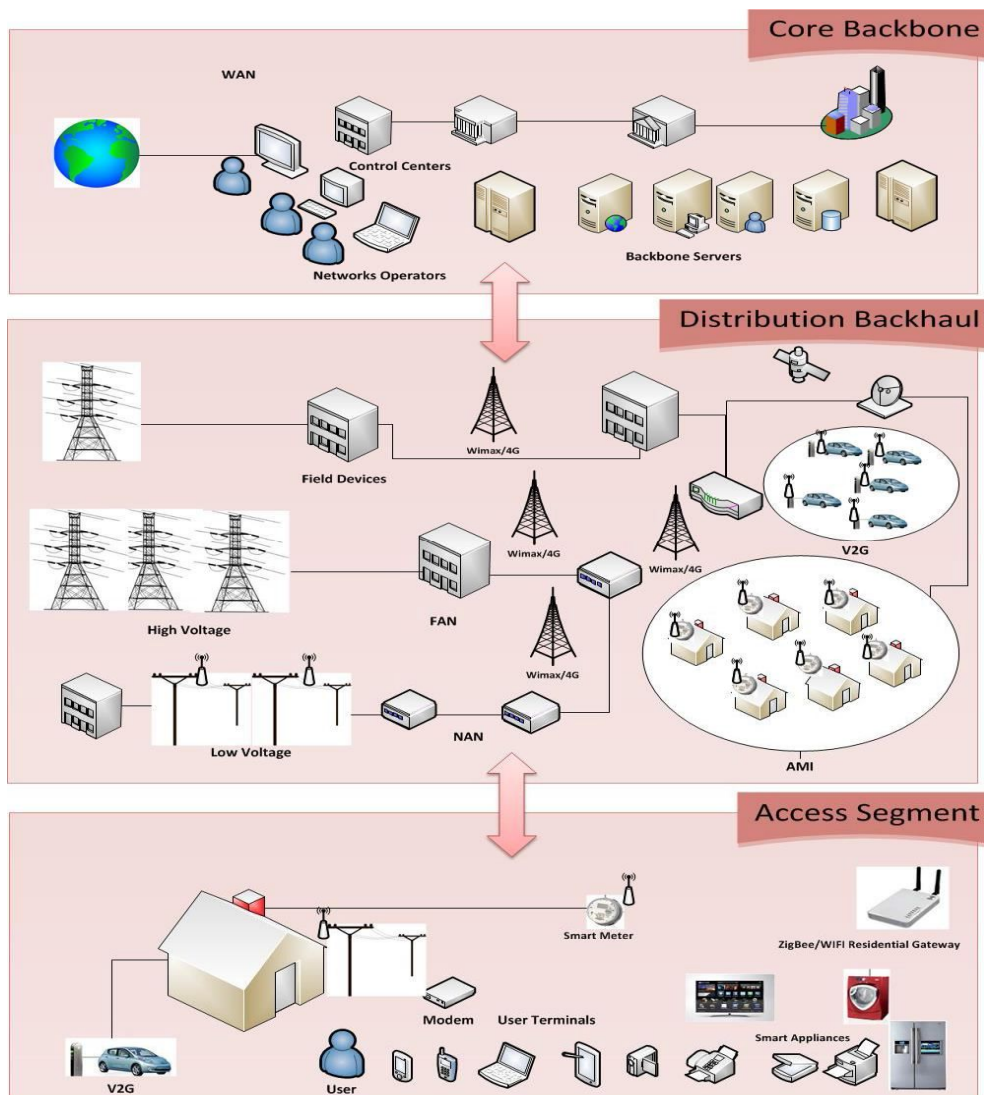 Core Backbone
WAN
Control Centers
Networks Operators
Backbone Servers
Distribution Backhaul
Wimax/4G
Field Devices
Wimax/4G
Wimax/4G
V2G
High Voltage
FAN
Wimax/4G
Low Voltage
NAN
AMI
Access Segment
Smart Meter
ZigBee/WIFI Residential Gateway
Modem
User Terminals
Smart Appliances
V2G
User